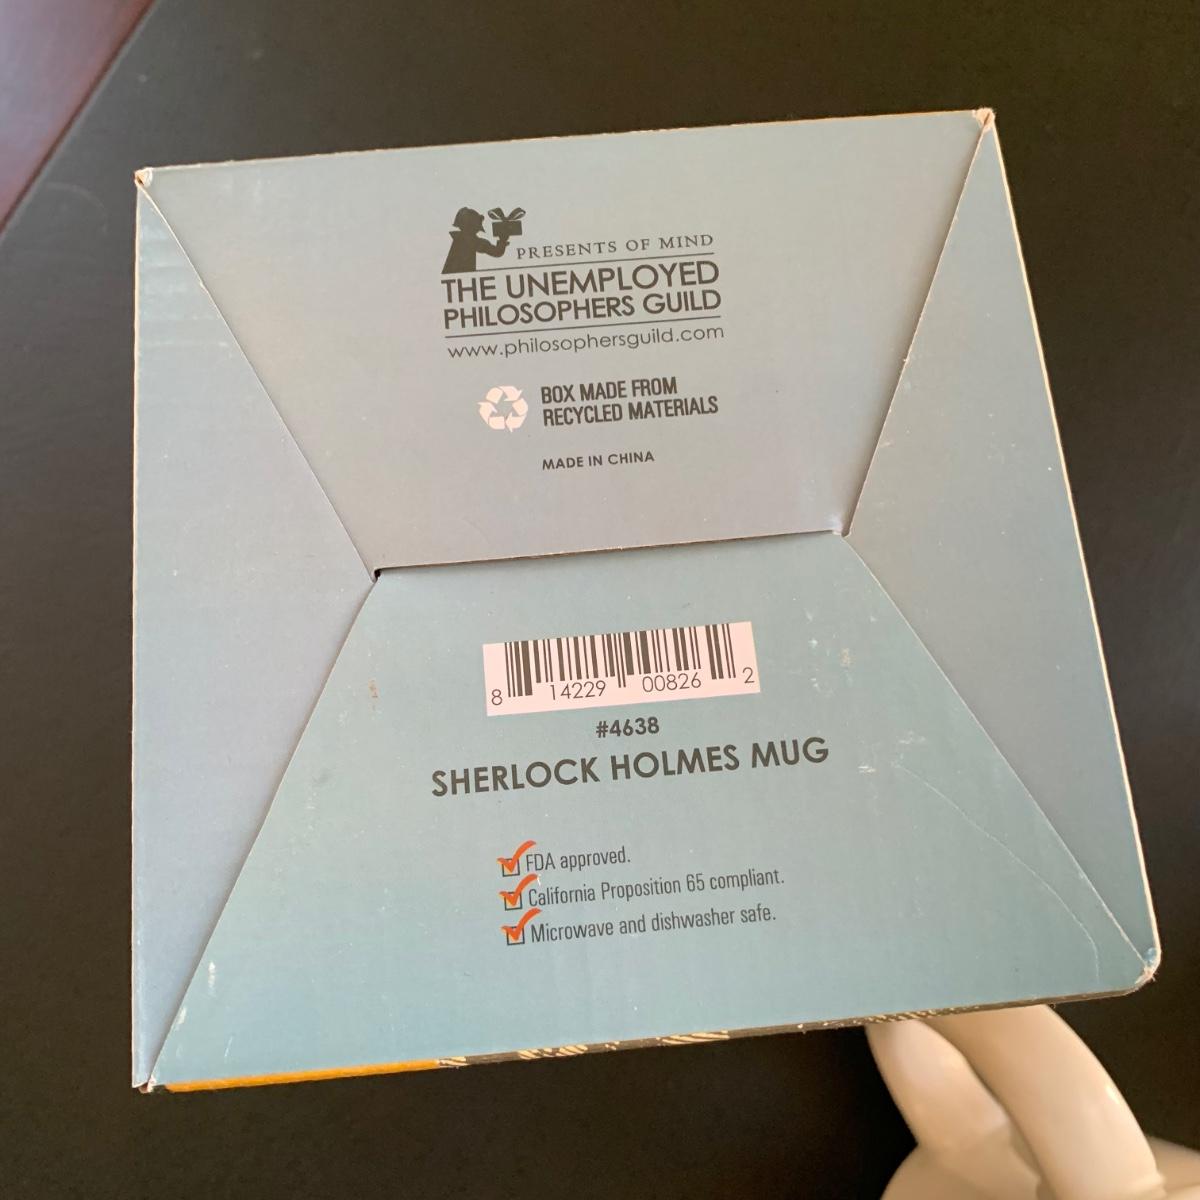 PRESENTS OF MIND
THE UNEMPLOYED
PHILOSOPHERS GUILD
www.philosophersguild.com
BOX MADE FROM
RECYCLED MATERIALS
MADE IN CHINA
8 14229 00826 2
#4638
SHERLOCK HOLMES MUG
FDA approved.
California Proposition 65 compliant.
Microwave and dishwasher safe.